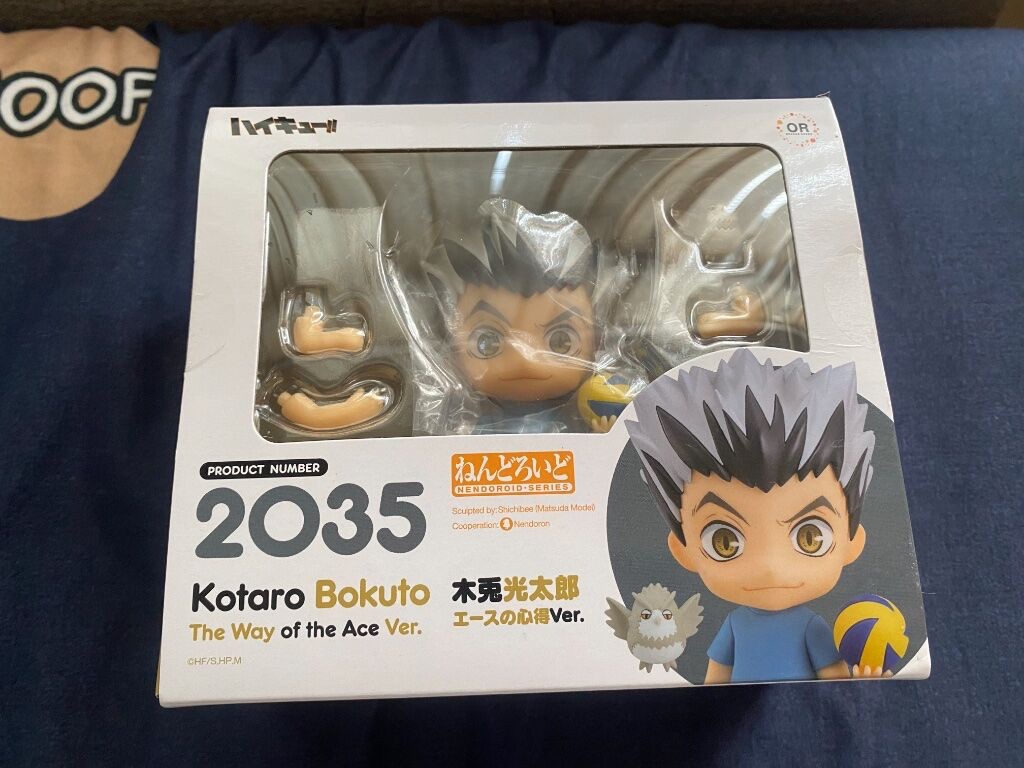 OOF
ハイキュー!!
OR
PRODUCT NUMBER
2035
ねんどろいど
NENDOROID·SERIES
Sculpted by: Shichibee (Matsuda Model)
Cooperation: Nendoron
Kotaro Bokuto
The Way of the Ace Ver.
木兎光太郎
エースの心得Ver.
©HF/S,HP,M